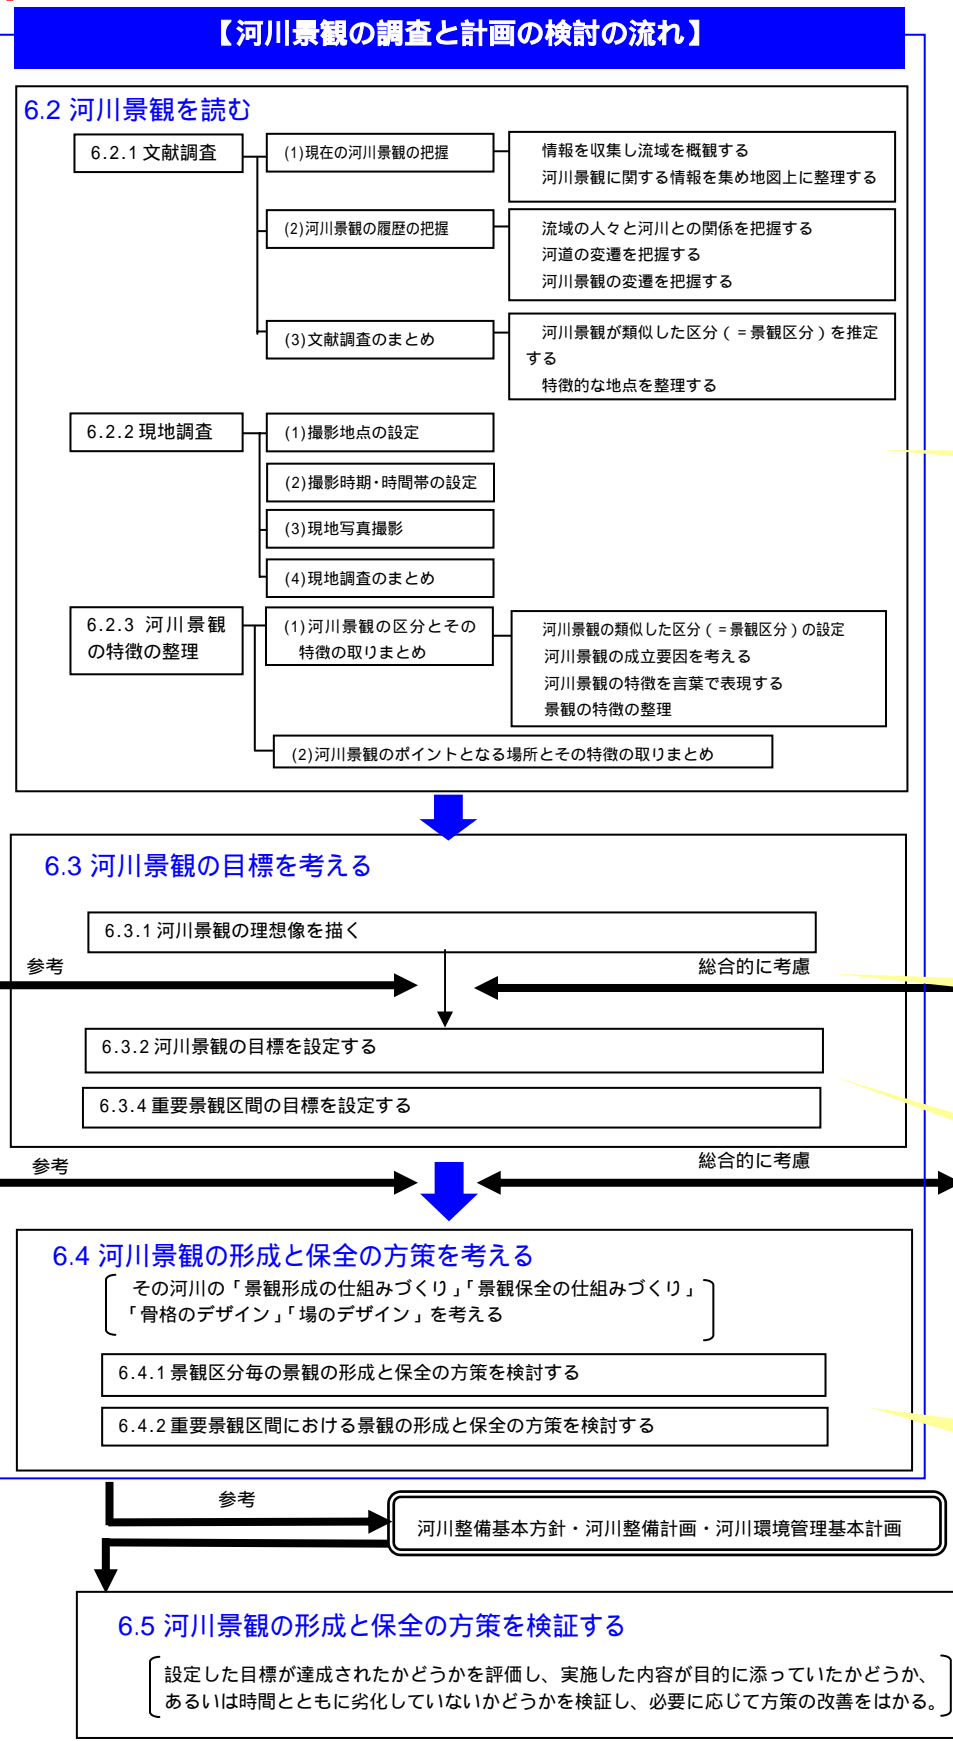 【河川景観の調査と計画の検討の流れ】
6.2 河川景観を読む
6.2.1文献調査
(1)現在の河川景観の把握
情報を収集し流域を概観する
河川景観に関する情報を集め地図上に整理する
(2)河川景観の履歴の把握
流域の人々と河川との関係を把握する
河道の変遷を把握する
河川景観の変遷を把握する
(3)文献調査のまとめ
河川景観が類似した区分（＝景観区分）を推定
する
特徴的な地点を整理する
6.2.2現地調査
(1)撮影地点の設定
(2)撮影時期・時間帯の設定
(3)現地写真撮影
(4)現地調査のまとめ
6.2.3 河川景観
の特徴の整理
(1)河川景観の区分とその
特徴の取りまとめ
河川景観の類似した区分（＝景観区分）の設定
河川景観の成立要因を考える
河川景観の特徴を言葉で表現する
景観の特徴の整理
(2)河川景観のポイントとなる場所とその特徴の取りまとめ
6.3 河川景観の目標を考える
6.3.1河川景観の理想像を描く
参考
総合的に考慮
6.3.2河川景観の目標を設定する
6.3.4重要景観区間の目標を設定する
参考
総合的に考慮
6.4 河川景観の形成と保全の方策を考える
その河川の「景観形成の仕組みづくり」「景観保全の仕組みづくり」
「骨格のデザイン」「場のデザイン」を考える
6.4.1景観区分毎の景観の形成と保全の方策を検討する
6.4.2重要景観区間における景観の形成と保全の方策を検討する
参考
河川整備基本方針・河川整備計画・河川環境管理基本計画
6.5 河川景観の形成と保全の方策を検証する
設定した目標が達成されたかどうかを評価し、実施した内容が目的に添っていたかどうか、
あるいは時間とともに劣化していないかどうかを検証し、必要に応じて方策の改善をはかる。